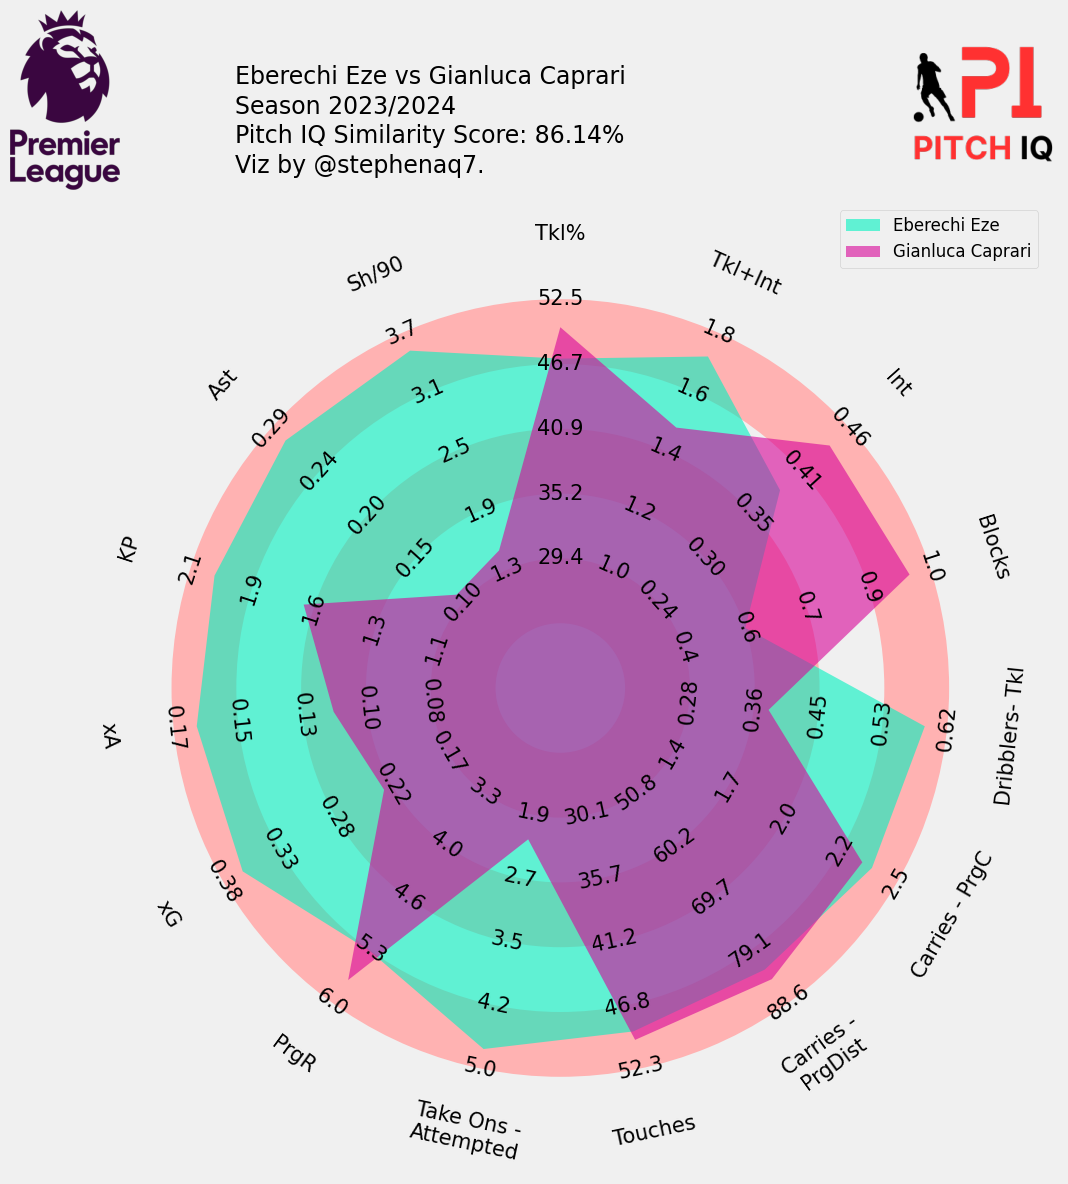 Premier
League
Eberechi Eze vs Gianluca Caprari
Season 2023/2024
Pitch IQ Similarity Score: 86.14%
Viz by @stephenaq7.
PI
PITCH IQ
Eberechi Eze
Gianluca Caprari
Tkl%
52.5
46.7
40.9
35.2
29.4
Tkl+Int
1.8
1.6
1.4
1.2
1.0
Int
0.46
0.41
0.35
0.30
0.24
Blocks
1.0
0.9
0.7
0.6
0.4
Dribblers- Tkl
0.62
0.53
0.45
0.36
0.28
Carries - PrgC
2.5
2.2
2.0
1.7
1.4
Carries -
PrgDist
88.6
79.1
69.7
60.2
50.8
Touches
52.3
46.8
41.2
35.7
30.1
Take Ons -
Attempted
5.0
4.2
3.5
2.7
1.9
PrgR
6.0
5.3
4.6
4.0
3.3
xG
0.38
0.33
0.28
0.22
0.17
xA
0.17
0.15
0.13
0.10
0.08
KP
2.1
1.9
1.6
1.3
1.1
Ast
0.29
0.24
0.20
0.15
0.10
Sh/90
3.7
3.1
2.5
1.9
1.3